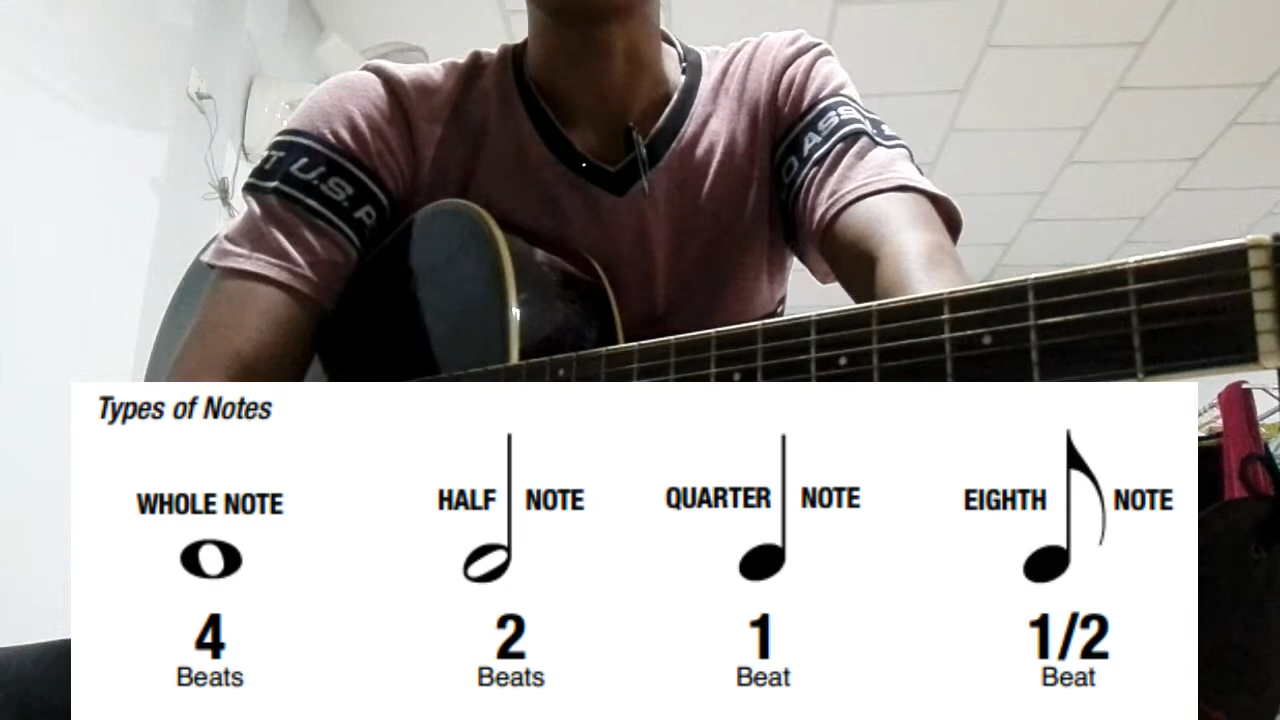 T U.S. P
O ASS
Types of Notes
WHOLE NOTE
HALF NOTE
QUARTER NOTE
EIGHTH NOTE
4
Beats
2
Beats
1
Beat
1/2
Beat